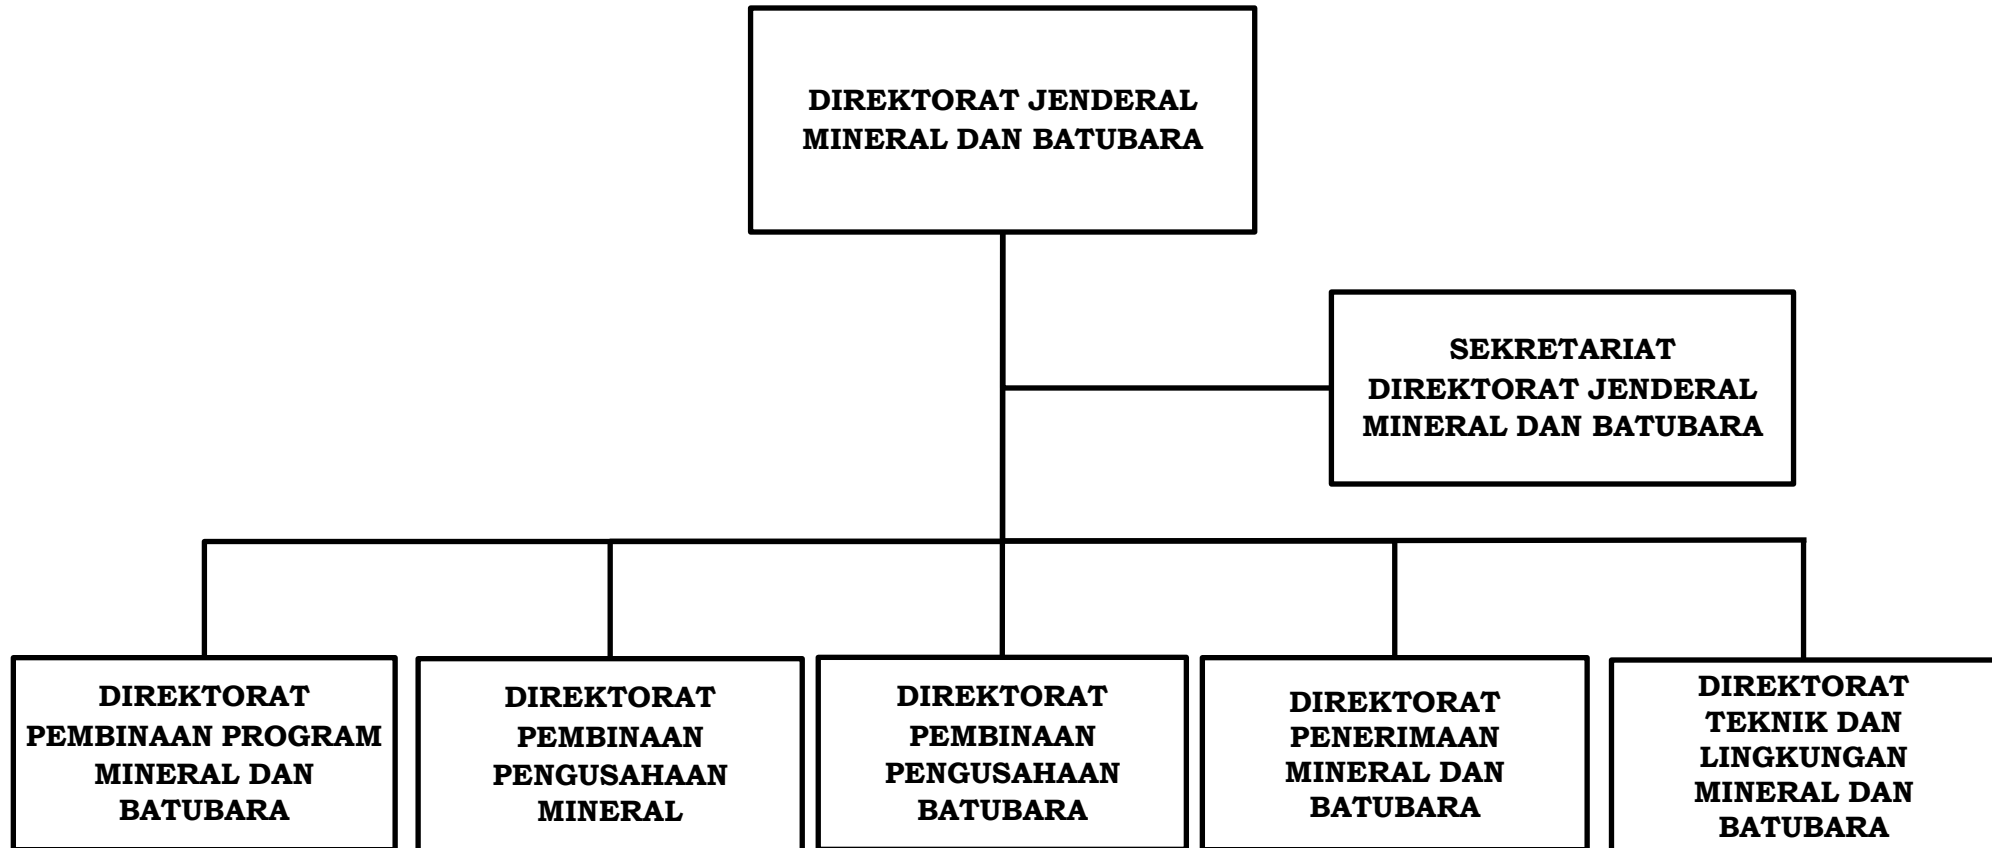 DIREKTORAT JENDERAL
MINERAL DAN BATUBARA
SEKRETARIAT
DIREKTORAT JENDERAL
MINERAL DAN BATUBARA
DIREKTORAT
PEMBINAAN PROGRAM
MINERAL DAN
BATUBARA
DIREKTORAT
PEMBINAAN
PENGUSAHAAN
MINERAL
DIREKTORAT
PEMBINAAN
PENGUSAHAAN
BATUBARA
DIREKTORAT
PENERIMAAN
MINERAL DAN
BATUBARA
DIREKTORAT
TEKNIK DAN
LINGKUNGAN
MINERAL DAN
BATUBARA